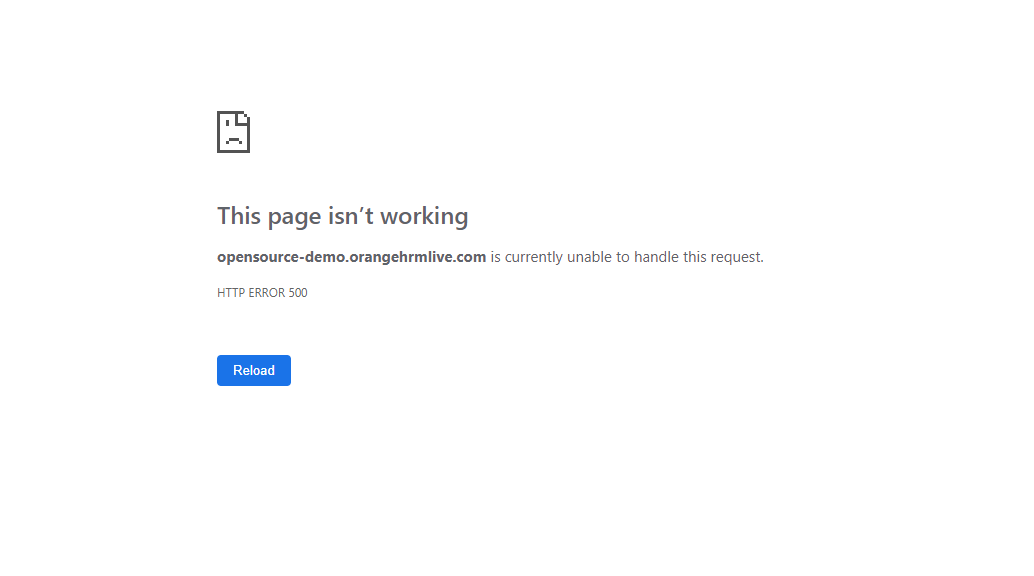 This page isn’t working
opensource-demo.orangehrmlive.com is currently unable to handle this request.
HTTP ERROR 500
Reload